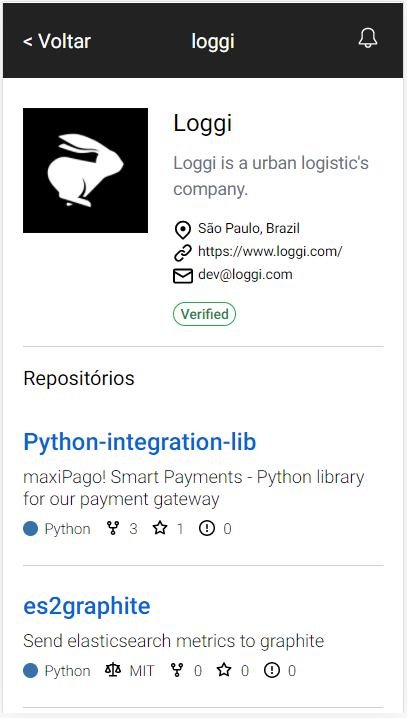 < Voltar loggi
Loggi
Loggi is a urban logistic's
company.
São Paulo, Brazil
https://www.loggi.com/
dev@loggi.com
Verified
Repositórios
Python-integration-lib
maxiPago! Smart Payments - Python library
for our payment gateway
Python 3 1 0
es2graphite
Send elasticsearch metrics to graphite
Python MIT 0 0 0